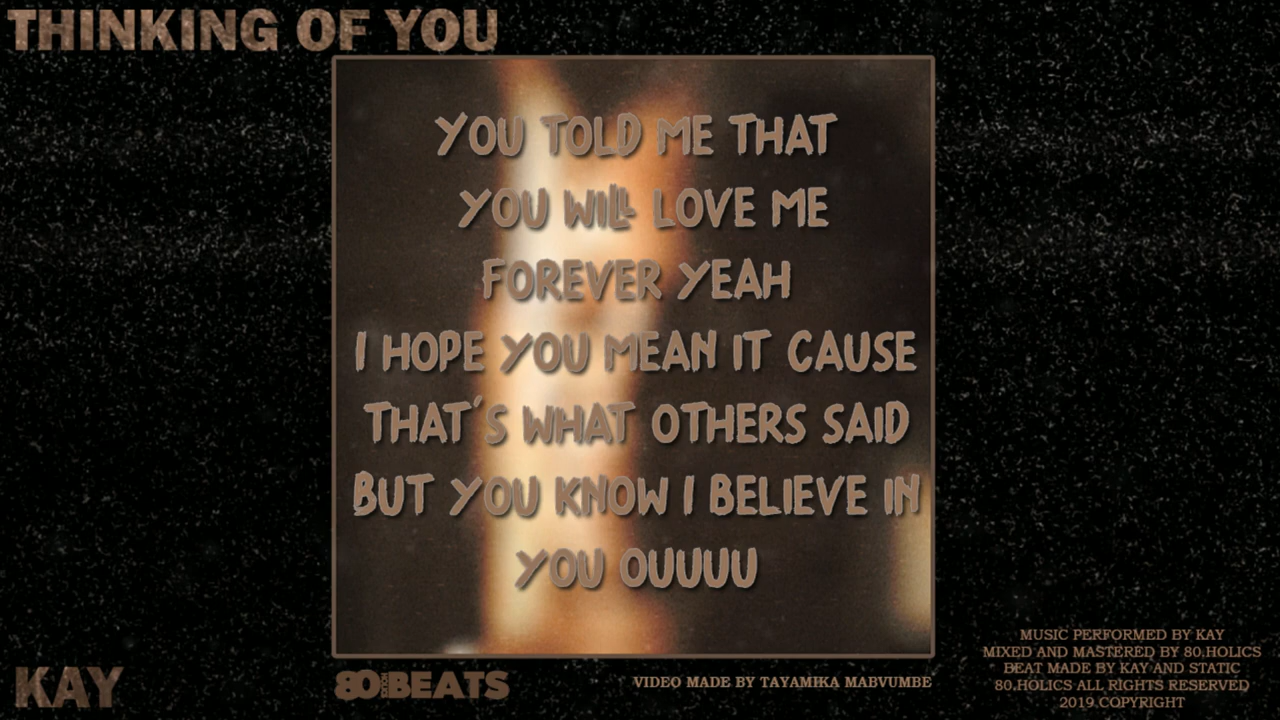 THINKING OF YOU
YOU TOLD ME THAT
YOU WILL LOVE ME
FOREVER YEAH
I HOPE YOU MEAN IT CAUSE
THAT'S WHAT OTHERS SAID
BUT YOU KNOW I BELIEVE IN
YOU OUUUU
KAY
80 BEATS
VIDEO MADE BY TAYAMIKA MABVUMBE
MUSIC PERFORMED BY KAY
MIXED AND MASTERED BY 80.HOLICS
BEAT MADE BY KAY AND STATIC
80.HOLICS ALL RIGHTS RESERVED
2019 COPYRIGHT